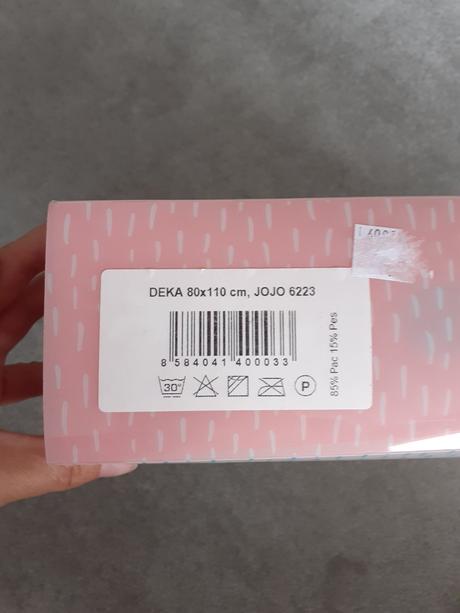 DEKA 80x110 cm, JOJO 6223
8 584041 400033
30°
P
85% Pac 15% Pes